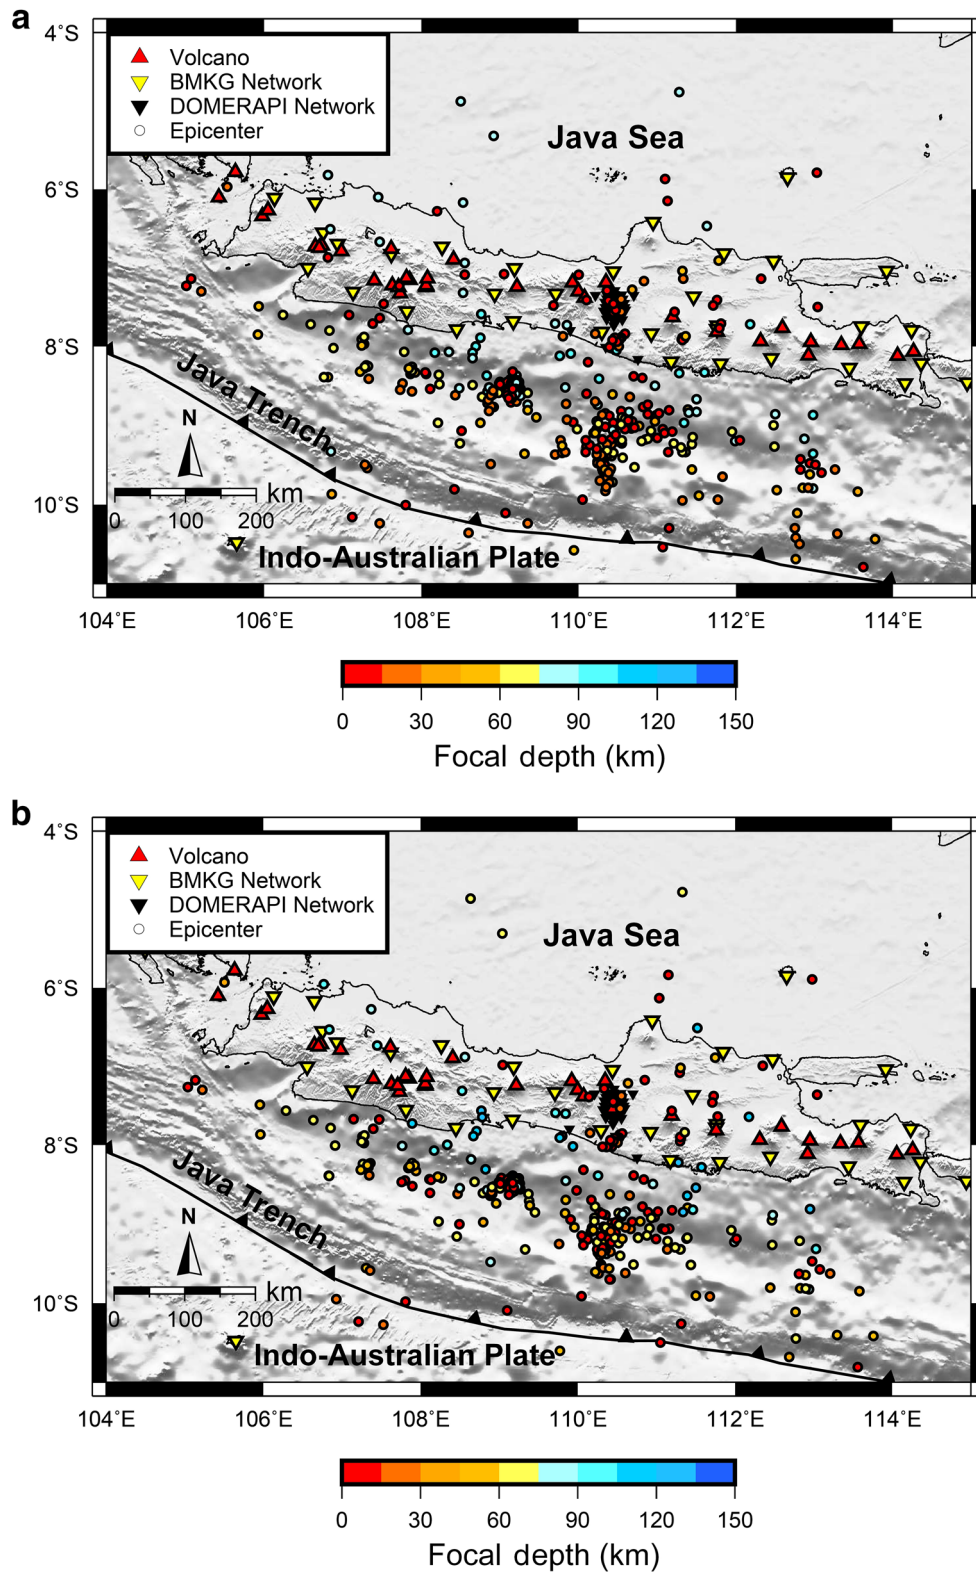 a
4°S
Volcano
BMKG Network
DOMERAPI Network
Epicenter
Java Sea
6°S
8°S
Java Trench
N
10°S
km
0 100 200
Indo-Australian Plate
104°E 106°E 108°E 110°E 112°E 114°E
0 30 60 90 120 150
Focal depth (km)
b
4°S
Volcano
BMKG Network
DOMERAPI Network
Epicenter
Java Sea
6°S
8°S
Java Trench
N
10°S
km
0 100 200
Indo-Australian Plate
104°E 106°E 108°E 110°E 112°E 114°E
0 30 60 90 120 150
Focal depth (km)